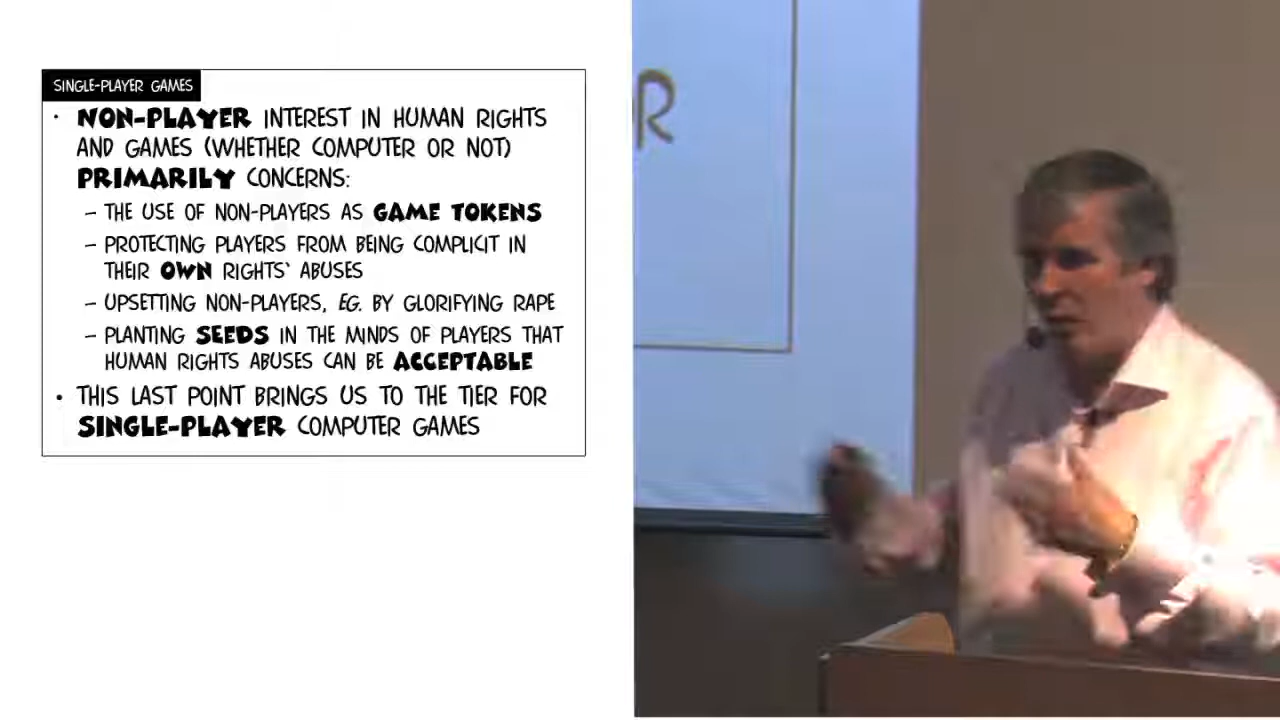 SINGLE-PLAYER GAMES
• NON-PLAYER INTEREST IN HUMAN RIGHTS
AND GAMES (WHETHER COMPUTER OR NOT)
PRIMARILY CONCERNS:
– THE USE OF NON-PLAYERS AS GAME TOKENS
– PROTECTING PLAYERS FROM BEING COMPLICIT IN
THEIR OWN RIGHTS' ABUSES
– UPSETTING NON-PLAYERS, EG. BY GLORIFYING RAPE
– PLANTING SEEDS IN THE MINDS OF PLAYERS THAT
HUMAN RIGHTS ABUSES CAN BE ACCEPTABLE
• THIS LAST POINT BRINGS US TO THE TIER FOR
SINGLE-PLAYER COMPUTER GAMES